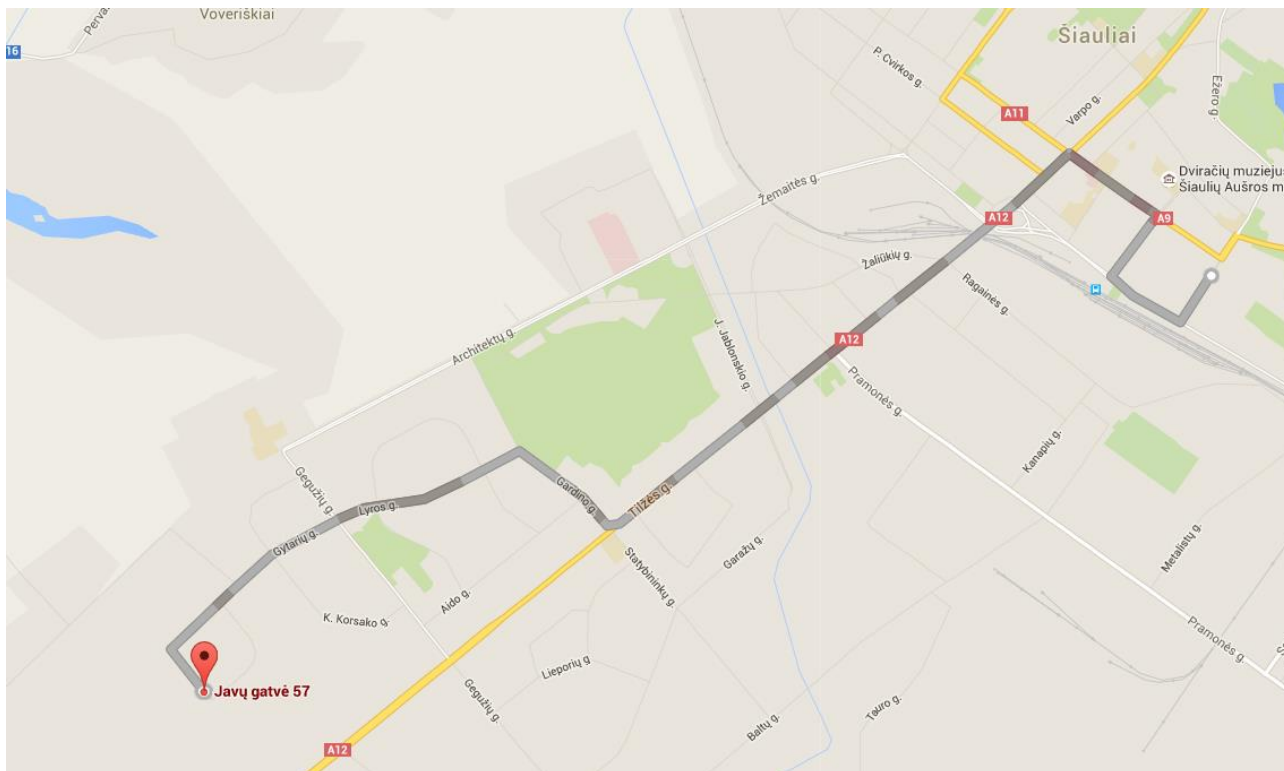 Voveriškiai
Perva
16
Šiauliai
P. Cvirkos g.
Ežero g.
A11
Varpo g.
Dviračių muziejus
Šiaulių Aušros m
Žemaitės g.
A12
A9
Žaliūkių g.
Ragainės g.
Architektų g.
J. Jablonskio g.
A12
Pramonės g.
Kanapių g.
Gegužių g.
Gardino g.
Tilžės g.
Lyros g.
Gytarių g.
Metalistų g.
Statybininkų g.
Garažų g.
Aido g.
K. Korsako g.
Pramonės g.
Lieporių g
Javų gatvė 57
Gegužių g.
Tauro g.
Baltų g.
A12